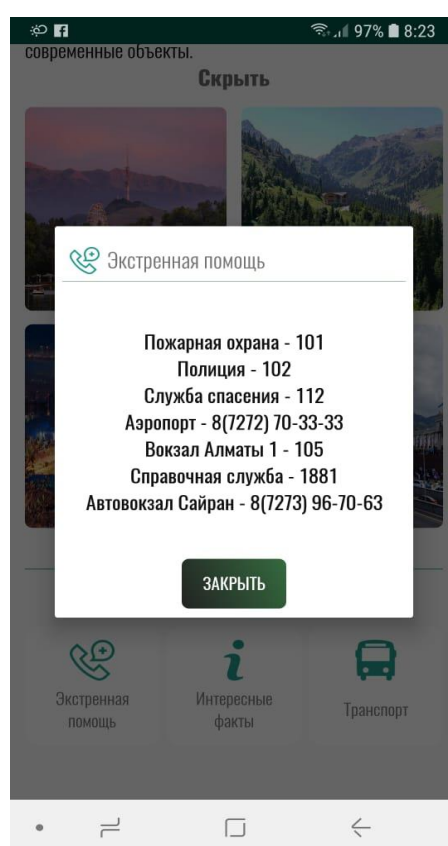 97% 8:23
современные объекты.
Скрыть
Экстренная помощь
Пожарная охрана - 101
Полиция - 102
Служба спасения - 112
Аэропорт - 8(7272) 70-33-33
Вокзал Алматы 1 - 105
Справочная служба - 1881
Автовокзал Сайран - 8(7273) 96-70-63
ЗАКРЫТЬ
Экстренная
помощь
Интересные
факты
Транспорт